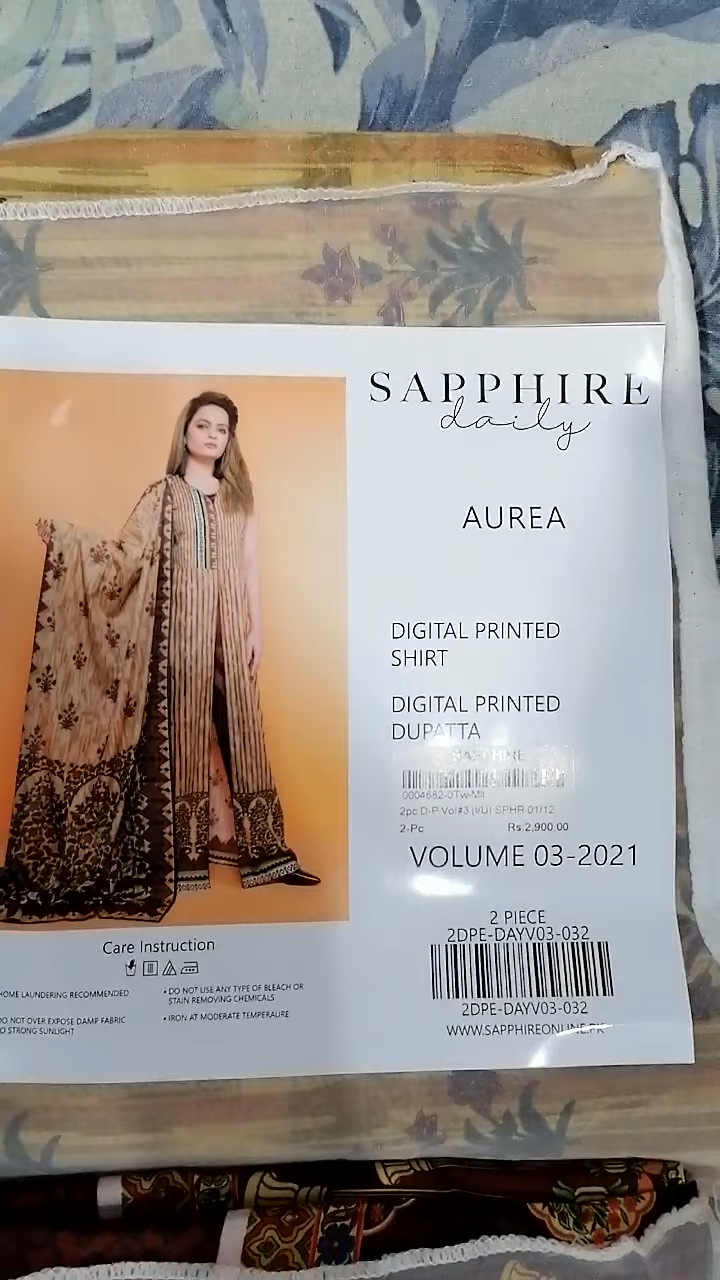 SAPPHIRE
daily
AUREA
DIGITAL PRINTED
SHIRT
DIGITAL PRINTED
DUPATTA
SAPPHIRE
2pc D-P Vol#3 (I/U) SPHR 01/12
2-Pc Rs:2,900.00
VOLUME 03-2021
2 PIECE
2DPE-DAYV03-032
2DPE-DAYV03-032
WWW.SAPPHIREONLINE.PK
Care Instruction
HOME LAUNDERING RECOMMENDED
DO NOT OVER EXPOSE DAMP FABRIC
TO STRONG SUNLIGHT
• DO NOT USE ANY TYPE OF BLEACH OR
STAIN REMOVING CHEMICALS
• IRON AT MODERATE TEMPERAURE